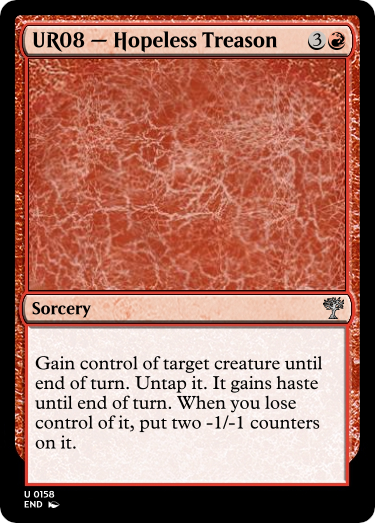 UR08 — Hopeless Treason 3
Sorcery
Gain control of target creature until
end of turn. Untap it. It gains haste
until end of turn. When you lose
control of it, put two -1/-1 counters
on it.
U 0158
END